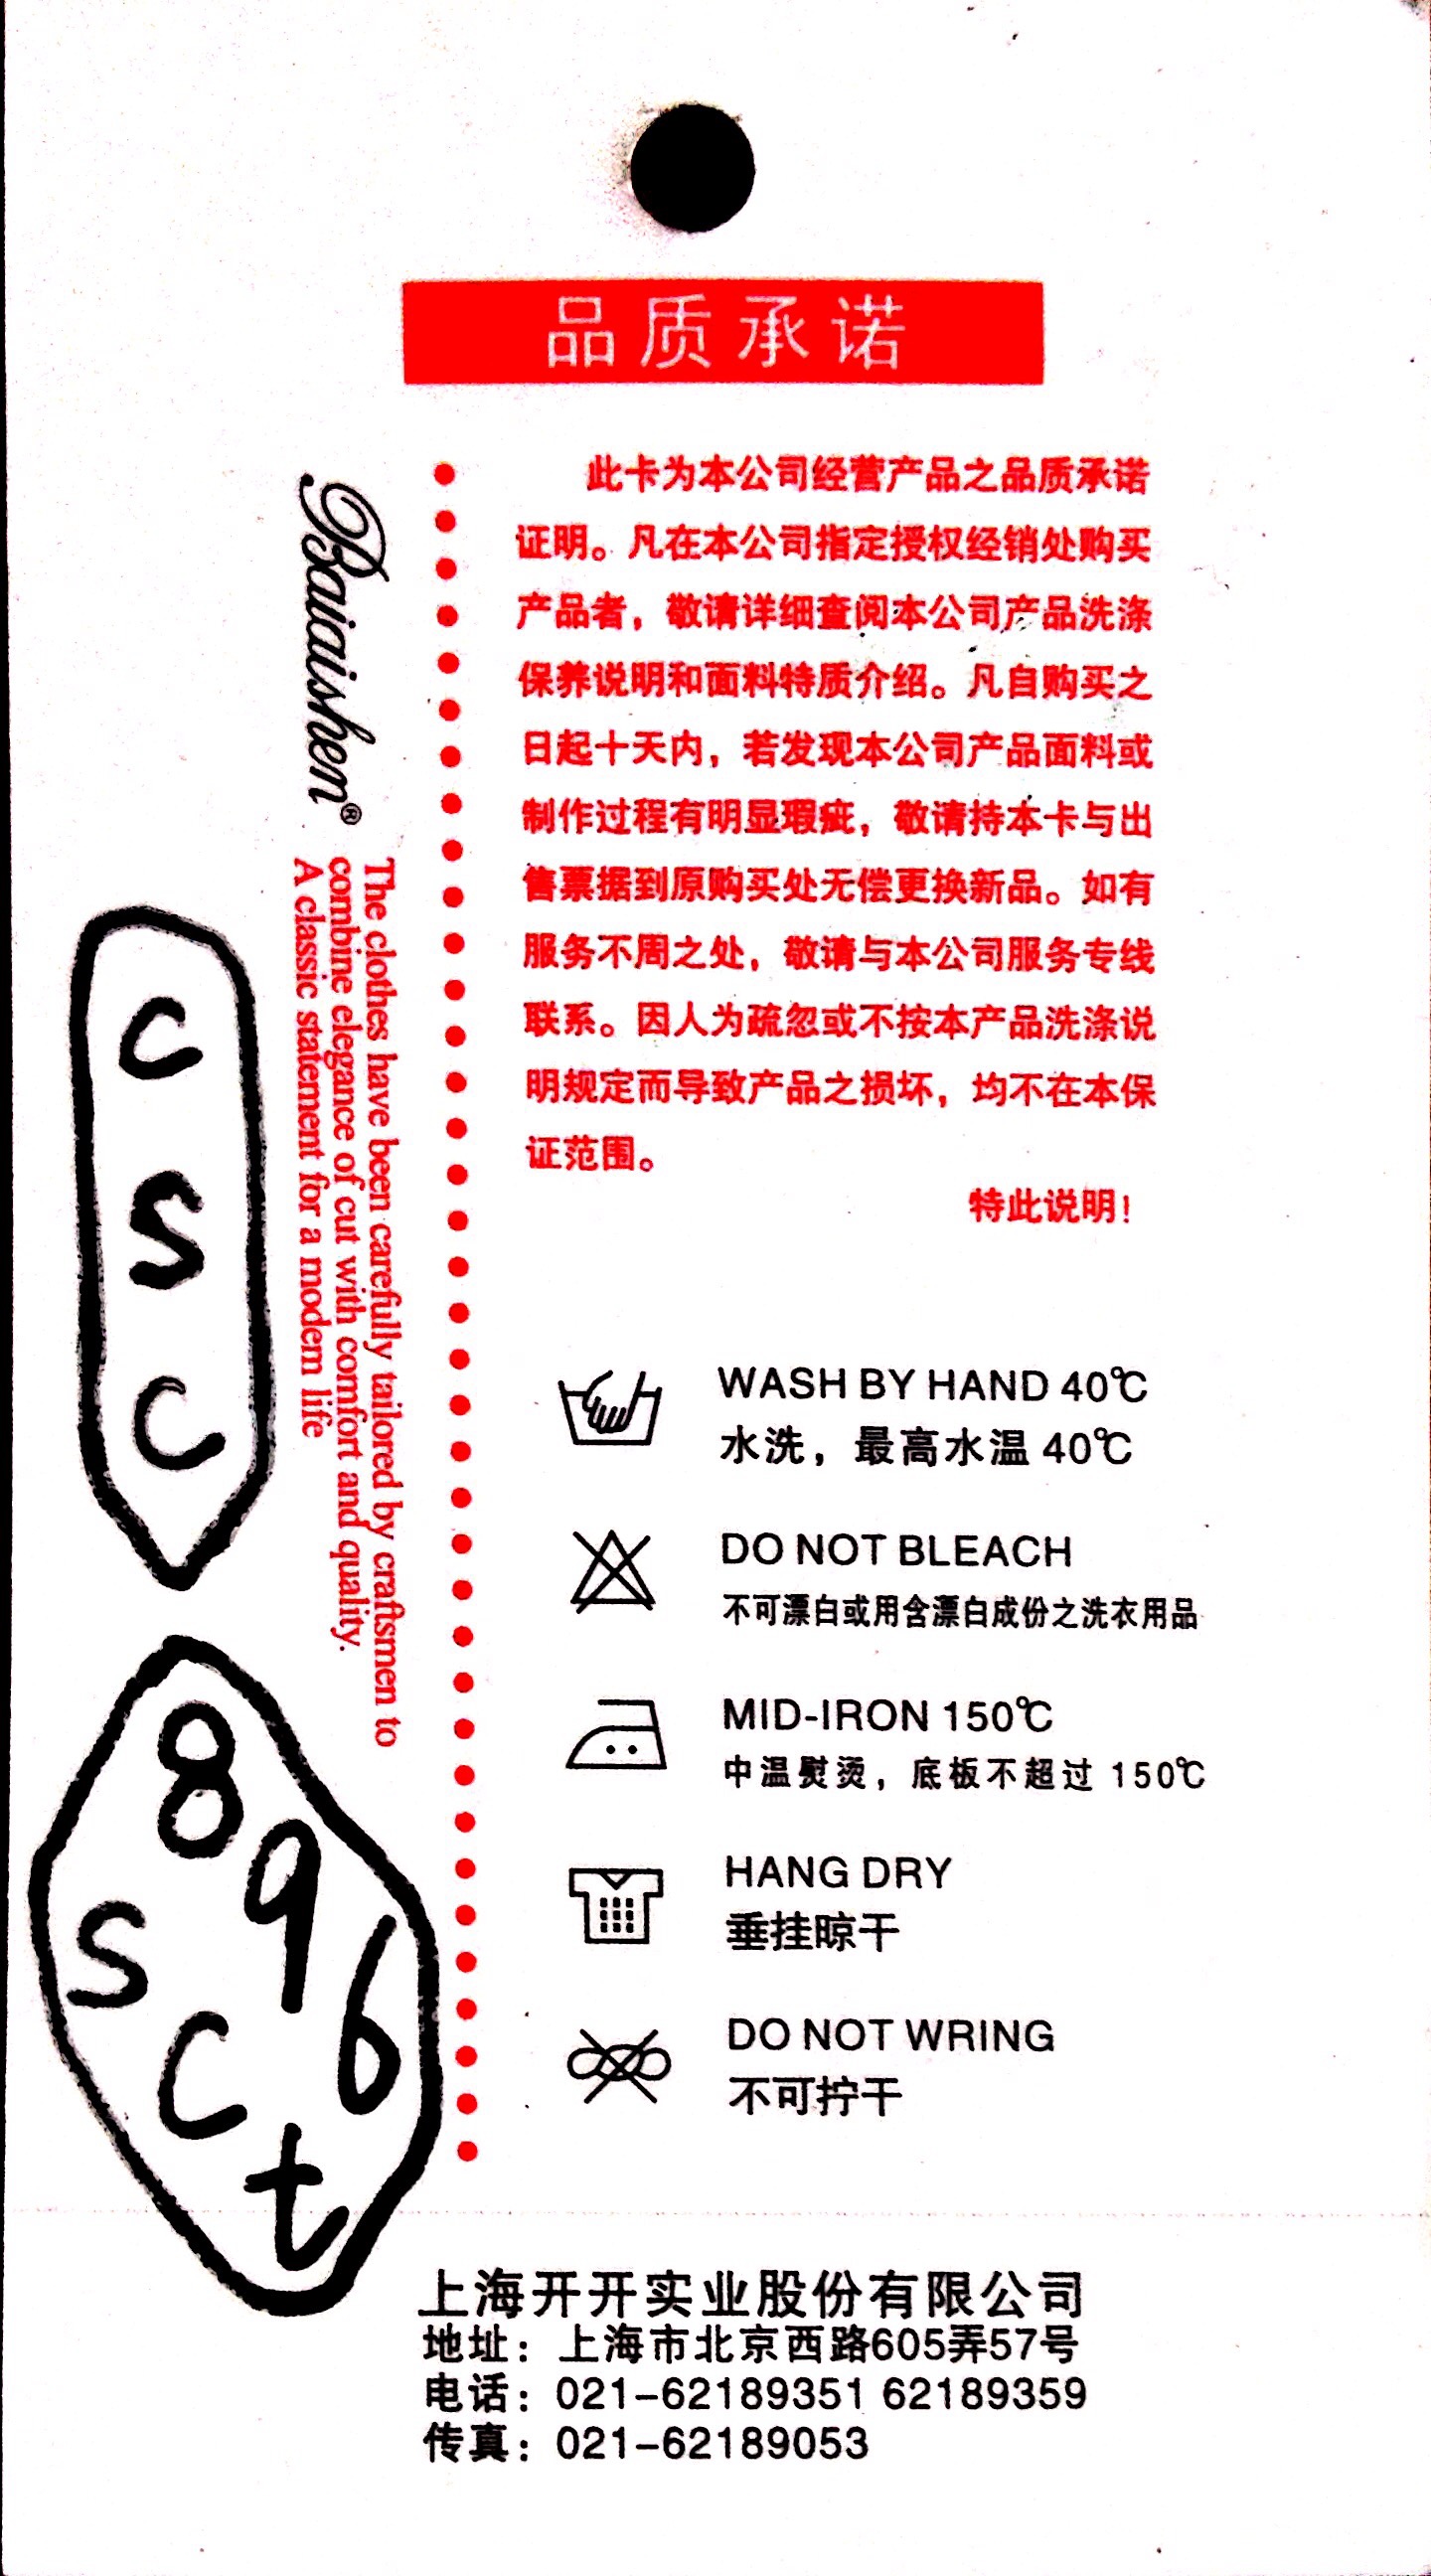 品质承诺
此卡为本公司经营产品之品质承诺
证明。凡在本公司指定授权经销处购买
产品者，敬请详细查阅本公司产品洗涤
保养说明和面料特质介绍。凡自购买之
日起十天内，若发现本公司产品面料或
制作过程有明显瑕疵，敬请持本卡与出
售票据到原购买处无偿更换新品。如有
服务不周之处，敬请与本公司服务专线
联系。因人为疏忽或不按本产品洗涤说
明规定而导致产品之损坏，均不在本保
证范围。
特此说明！
Baiaishen®
The clothes have been carefully tailored by craftsmen to
combine elegance of cut with comfort and quality.
A classic statement for a modern life
c
s
c
896
sct
WASH BY HAND 40℃
水洗，最高水温 40℃
DO NOT BLEACH
不可漂白或用含漂白成份之洗衣用品
MID-IRON 150℃
中温熨烫，底板不超过 150℃
HANG DRY
垂挂晾干
DO NOT WRING
不可拧干
上海开开实业股份有限公司
地址：上海市北京西路605弄57号
电话：021-62189351 62189359
传真：021-62189053